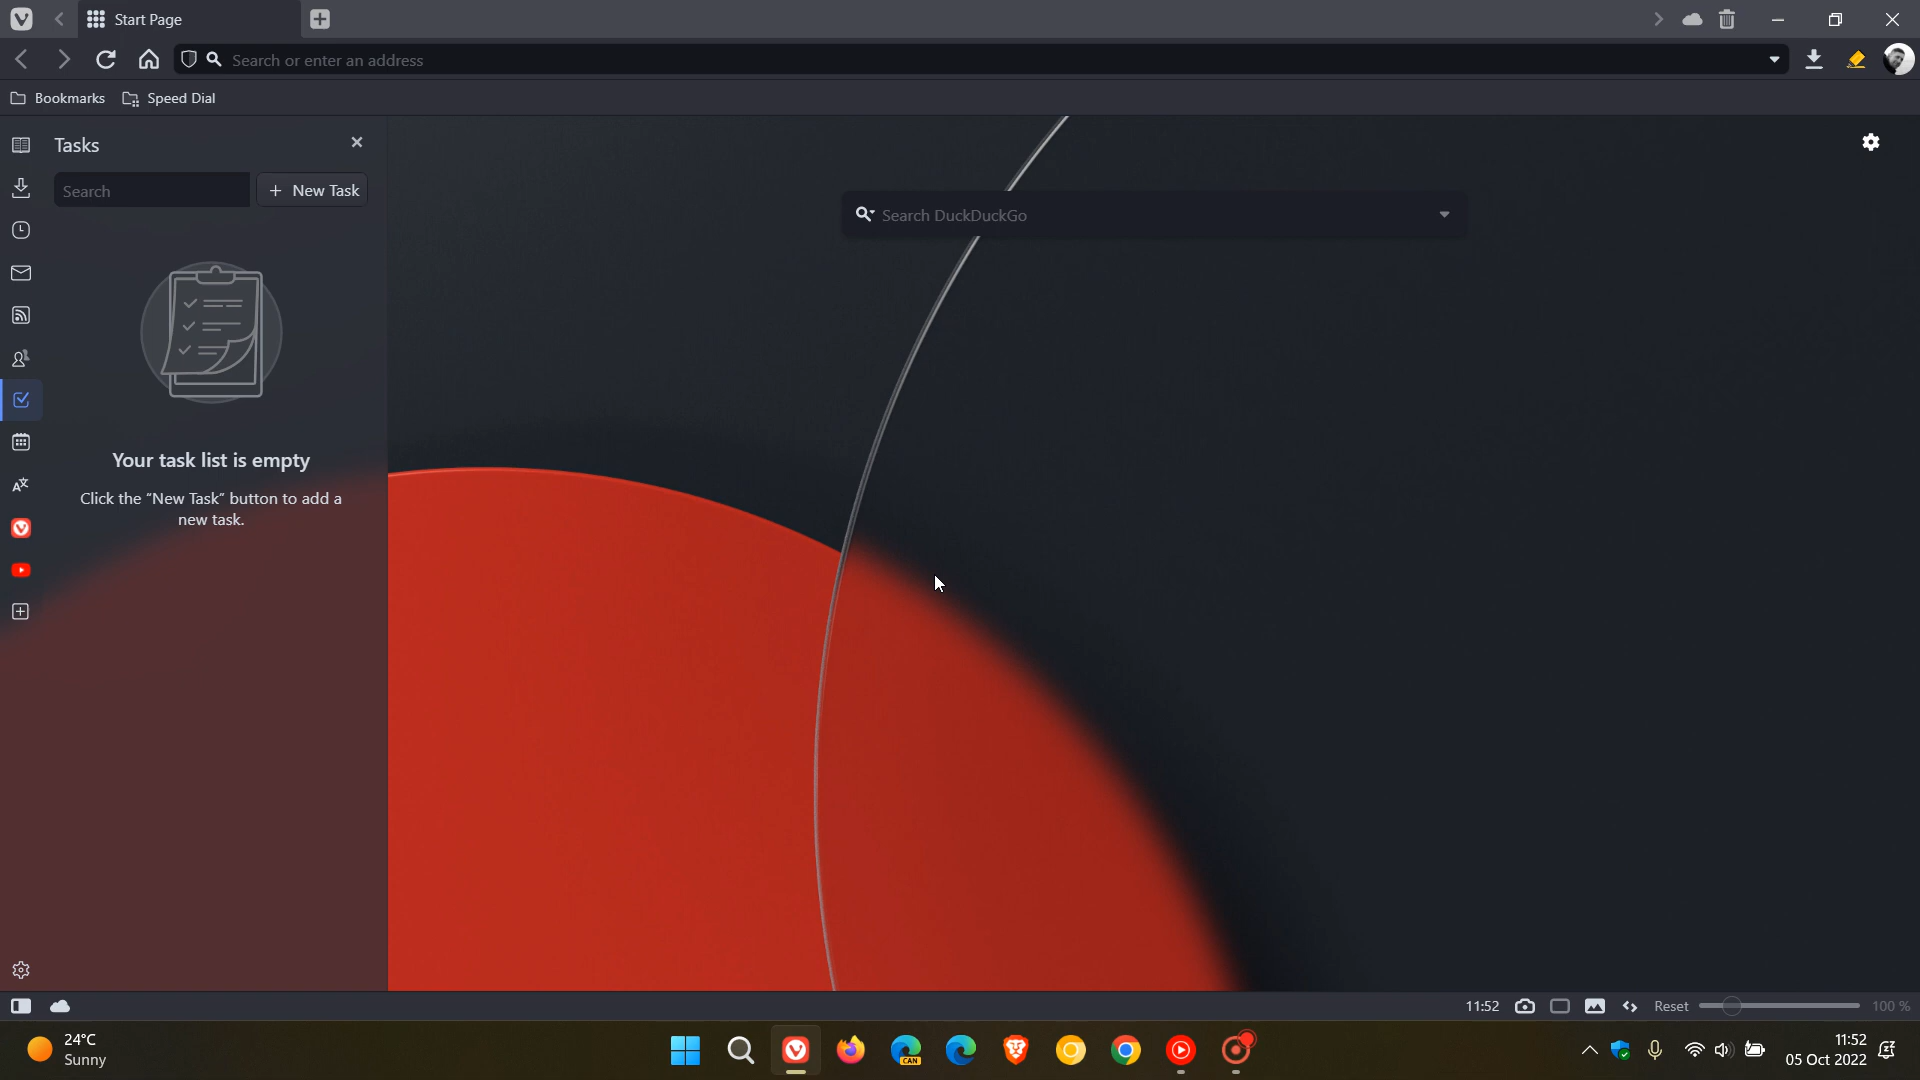 Start Page
Search or enter an address
Bookmarks
Speed Dial
Tasks
Search
New Task
Search DuckDuckGo
Your task list is empty
Click the “New Task” button to add a
new task.
11:52
Reset
100 %
24°C
Sunny
CAN
11:52
05 Oct 2022